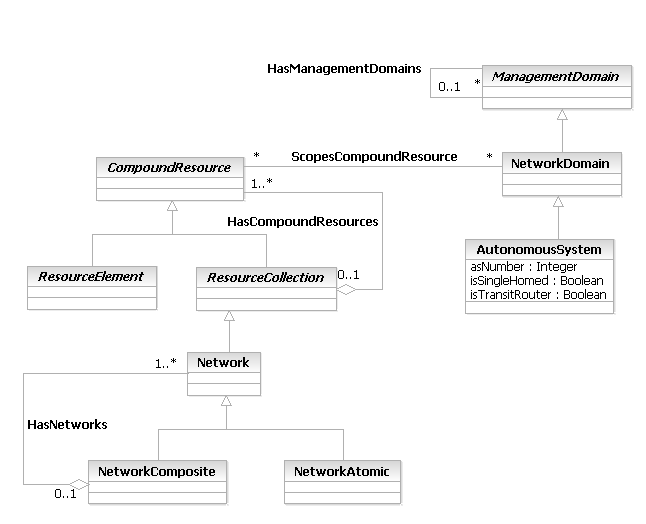 HasManagementDomains
ManagementDomain
0..1
*
*
ScopesCompoundResource
*
CompoundResource
NetworkDomain
1..*
HasCompoundResources
AutonomousSystem
asNumber : Integer
isSingleHomed : Boolean
isTransitRouter : Boolean
ResourceElement
ResourceCollection
0..1
1..*
Network
HasNetworks
NetworkComposite
NetworkAtomic
0..1